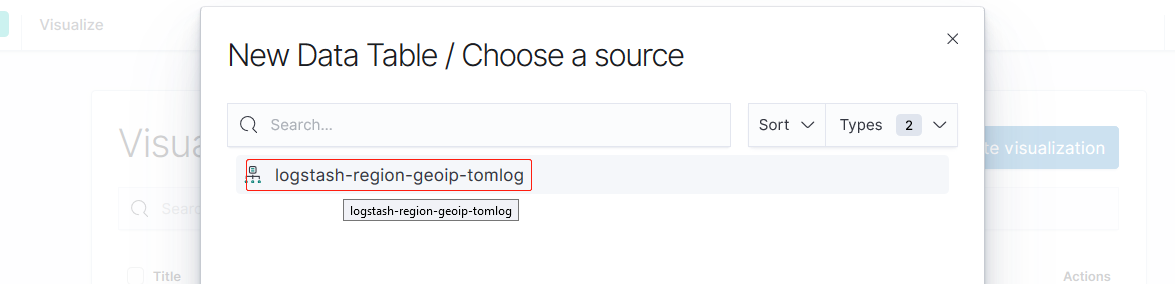 Visualize
New Data Table / Choose a source
Search...
Sort
Types 2
Visua
te visualization
logstash-region-geoip-tomlog
logstash-region-geoip-tomlog
Sear
Title
Actions